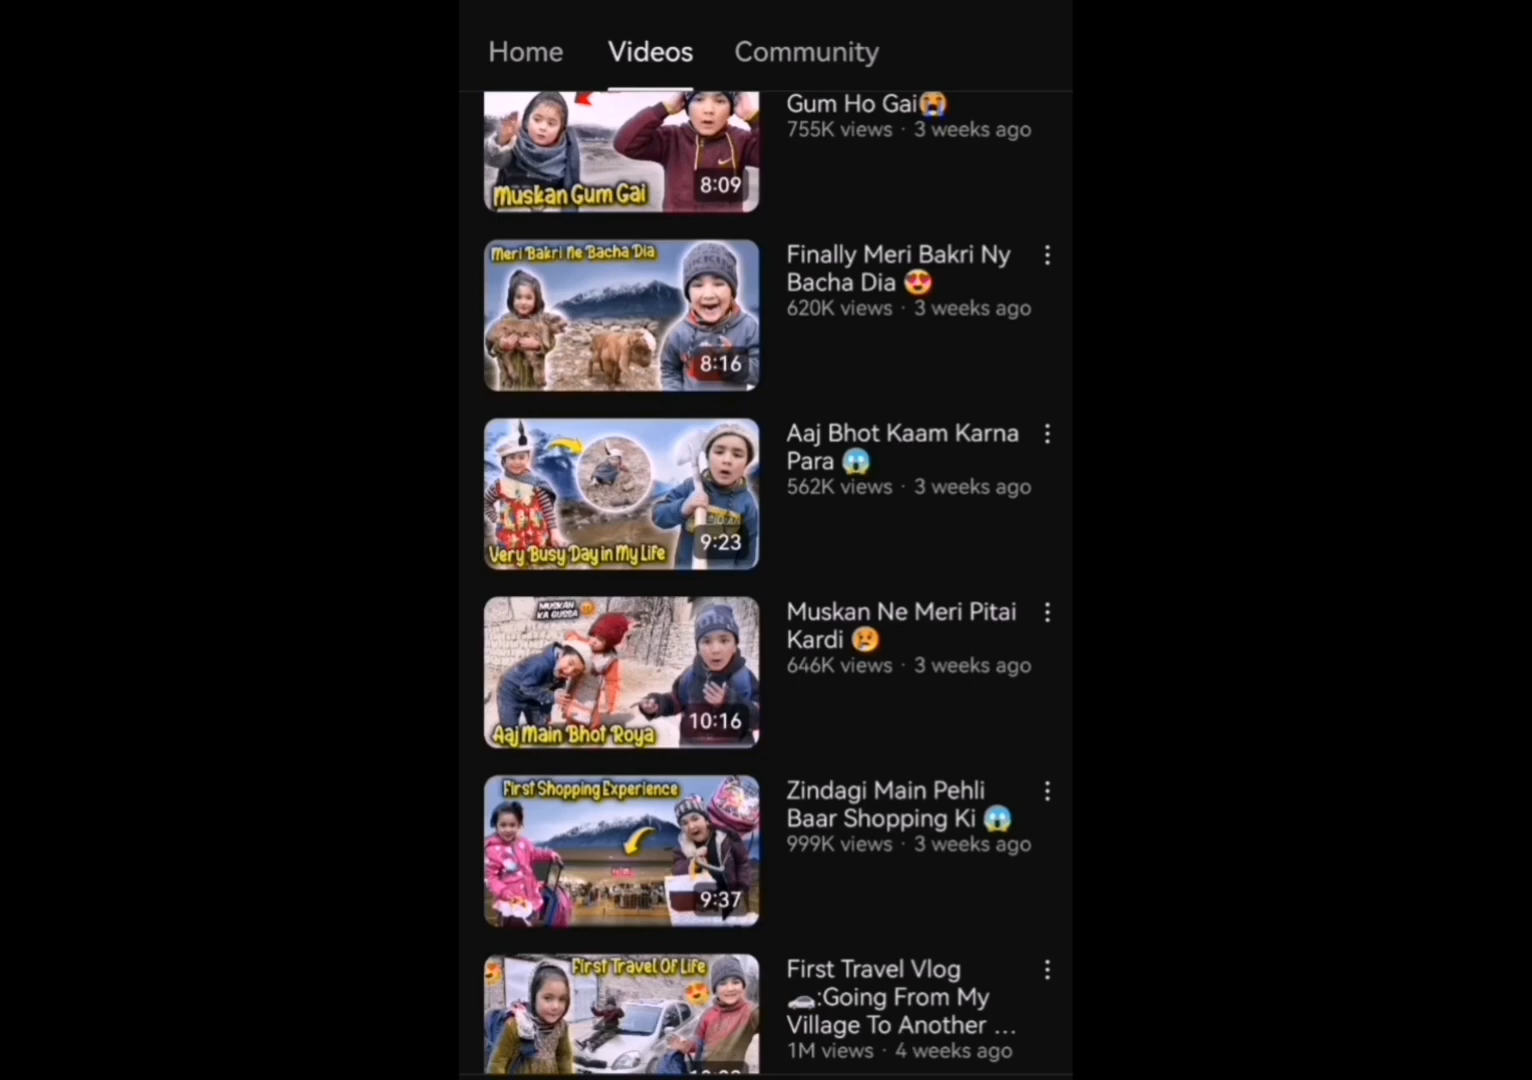 Home Videos Community
Muskan Gum Gai
8:09
Gum Ho Gai😭
755K views · 3 weeks ago
Meri Bakri Ne Bacha Dia
8:16
Finally Meri Bakri Ny
Bacha Dia 😍
620K views · 3 weeks ago
Very Busy Day in My Life
9:23
Aaj Bhot Kaam Karna
Para 😱
562K views · 3 weeks ago
MUSKAN
KA GUSSA
Aaj Main Bhot Roya
10:16
Muskan Ne Meri Pitai
Kardi 😢
646K views · 3 weeks ago
First Shopping Experience
9:37
Zindagi Main Pehli
Baar Shopping Ki 😱
999K views · 3 weeks ago
First Travel Of Life
First Travel Vlog
🚗:Going From My
Village To Another ...
1M views · 4 weeks ago